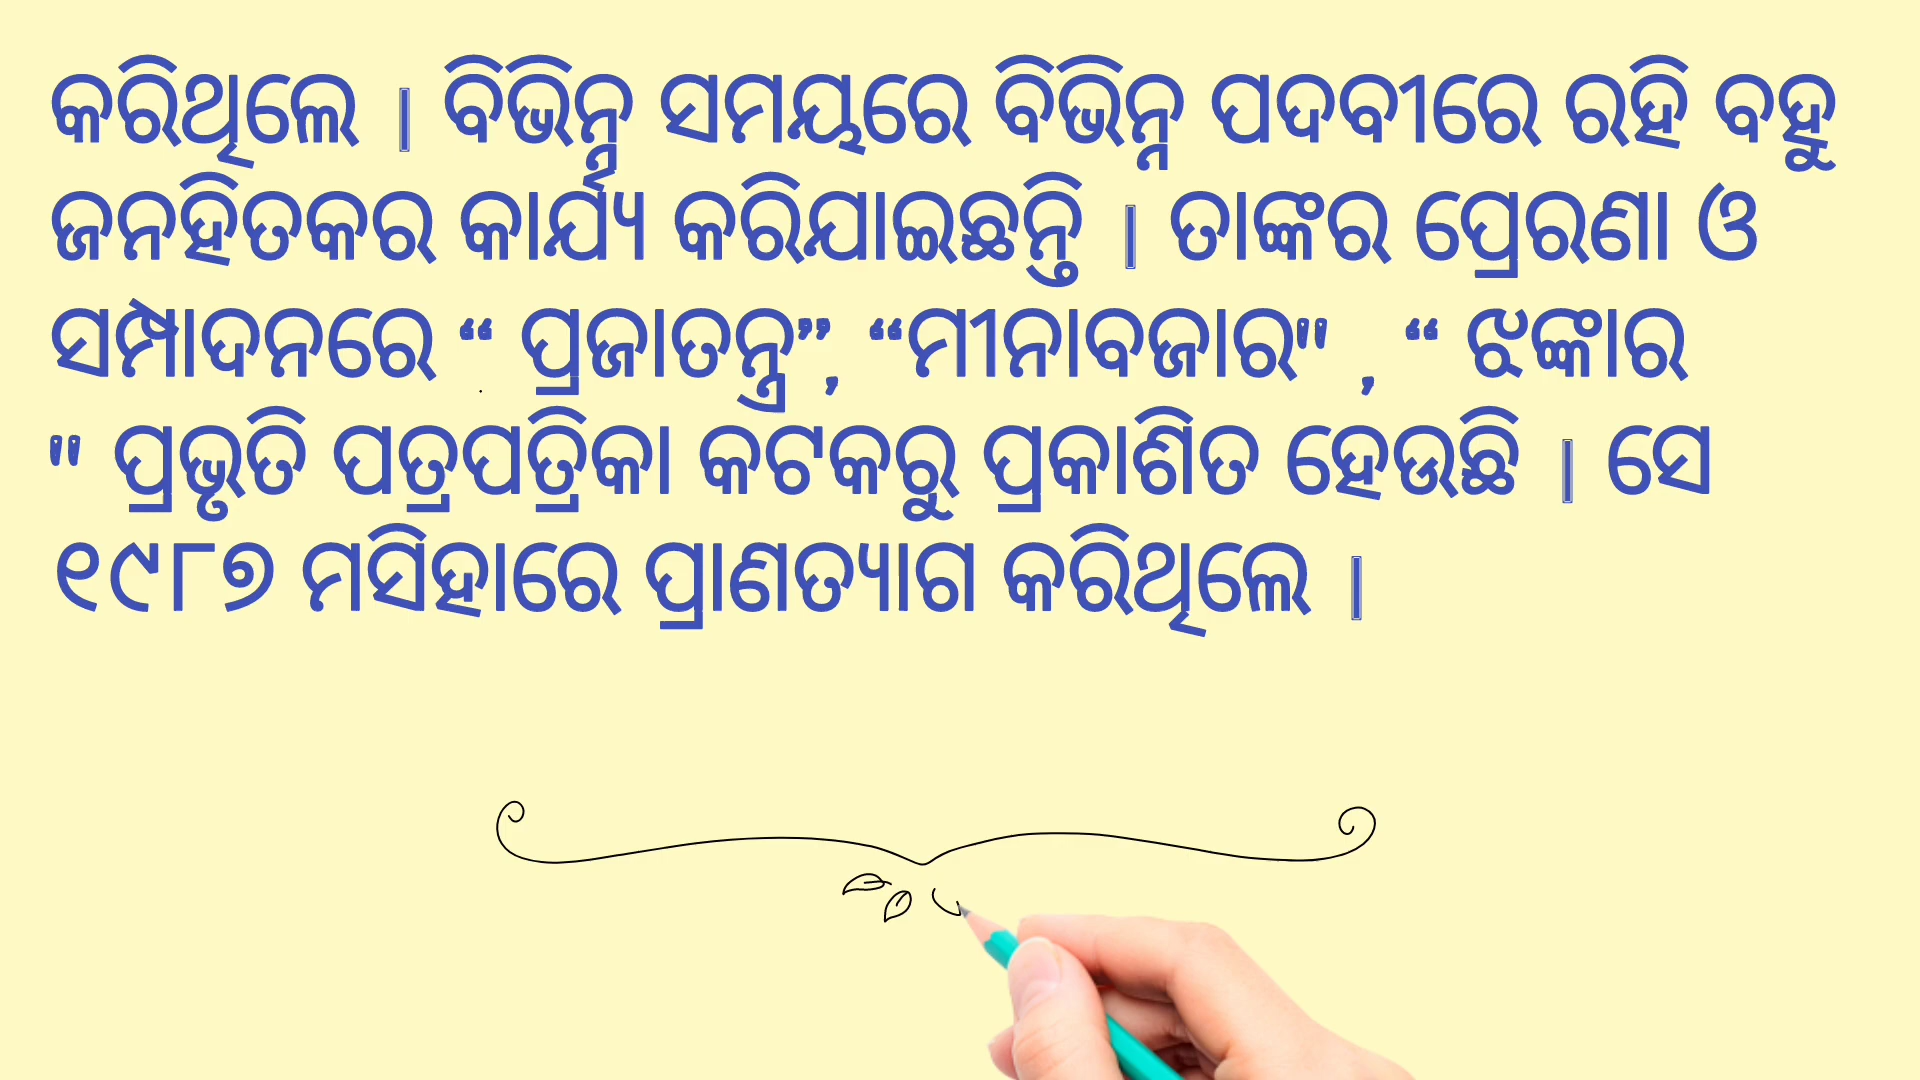 କରିଥିଲେ । ବିଭିନ୍ନ ସମୟରେ ବିଭିନ୍ନ ପଦବୀରେ ରହି ବହୁ
ଜନହିତକର କାର୍ଯ୍ୟ କରିଯାଇଛନ୍ତି । ତାଙ୍କର ପ୍ରେରଣା ଓ
ସମ୍ପାଦନରେ “ ପ୍ରଜାତନ୍ତ୍ର”, “ମୀନାବଜାର" , “ ଝଙ୍କାର
" ପ୍ରଭୃତି ପତ୍ରପତ୍ରିକା କଟକରୁ ପ୍ରକାଶିତ ହେଉଛି । ସେ
୧୯୮୭ ମସିହାରେ ପ୍ରାଣତ୍ୟାଗ କରିଥିଲେ ।